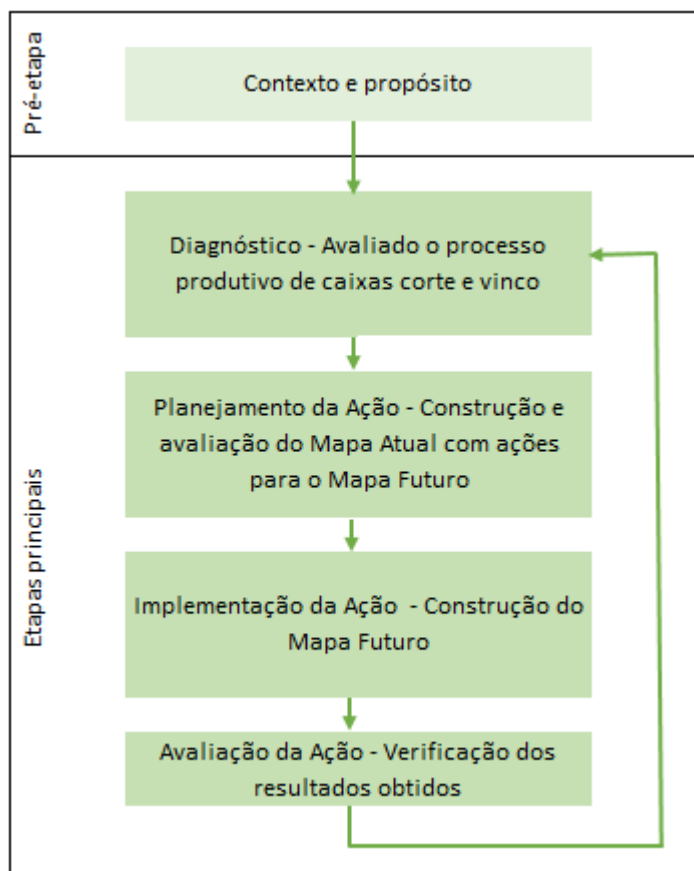 Pré-etapa
Contexto e propósito
Etapas principais
Diagnóstico - Avaliado o processo
produtivo de caixas corte e vinco
Planejamento da Ação - Construção e
avaliação do Mapa Atual com ações
para o Mapa Futuro
Implementação da Ação  - Construção do
Mapa Futuro
Avaliação da Ação - Verificação dos
resultados obtidos